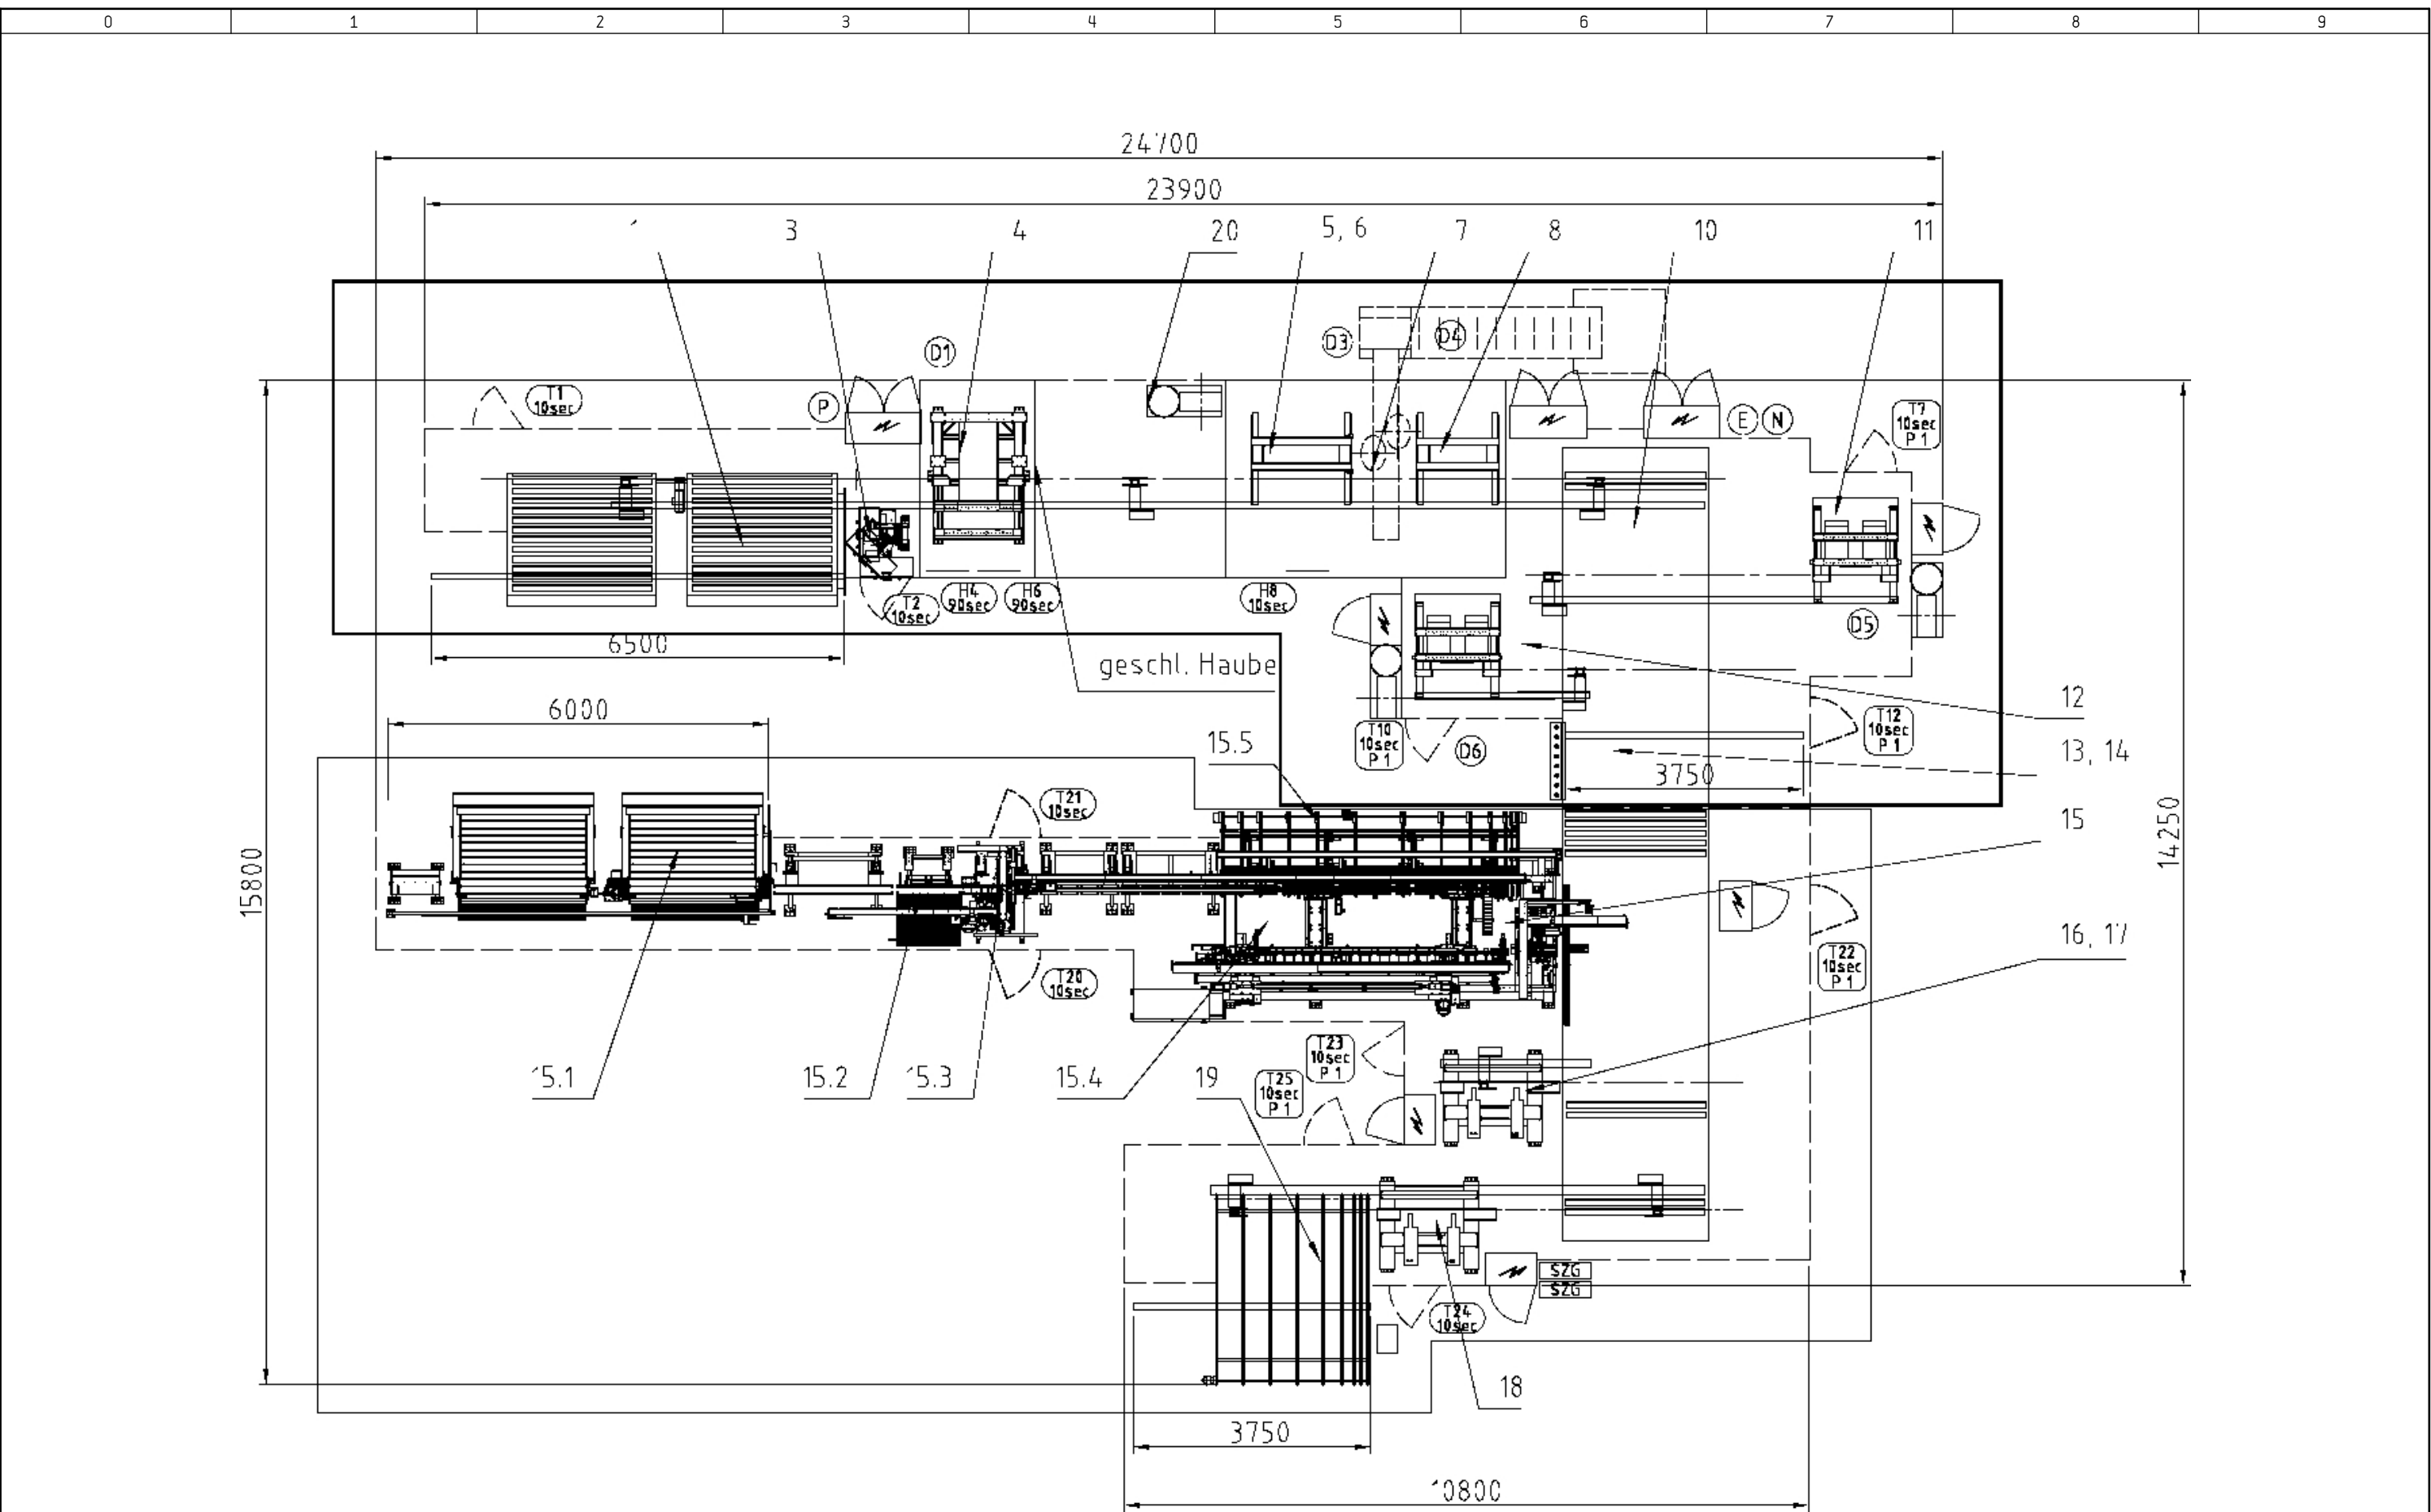 0 1 2 3 4 5 6 7 8 9
24700
23900
1 3 4 20 5, 6 7 8 10 11
D1
D3
D4
T1
10sec
P
E N
T7
10sec
P 1
T2
10sec
H4
90sec
H6
90sec
H8
10sec
D5
6500
geschl. Haube
6000
12
T10
10sec
P 1
D6
T12
10sec
P 1
15.5
13, 14
3750
T21
10sec
15
15800
14250
16, 17
T20
10sec
T22
10sec
P 1
T23
10sec
P 1
15.1 15.2 15.3 15.4 19
T25
10sec
P 1
SZG
SZG
T24
10sec
18
3750
10800